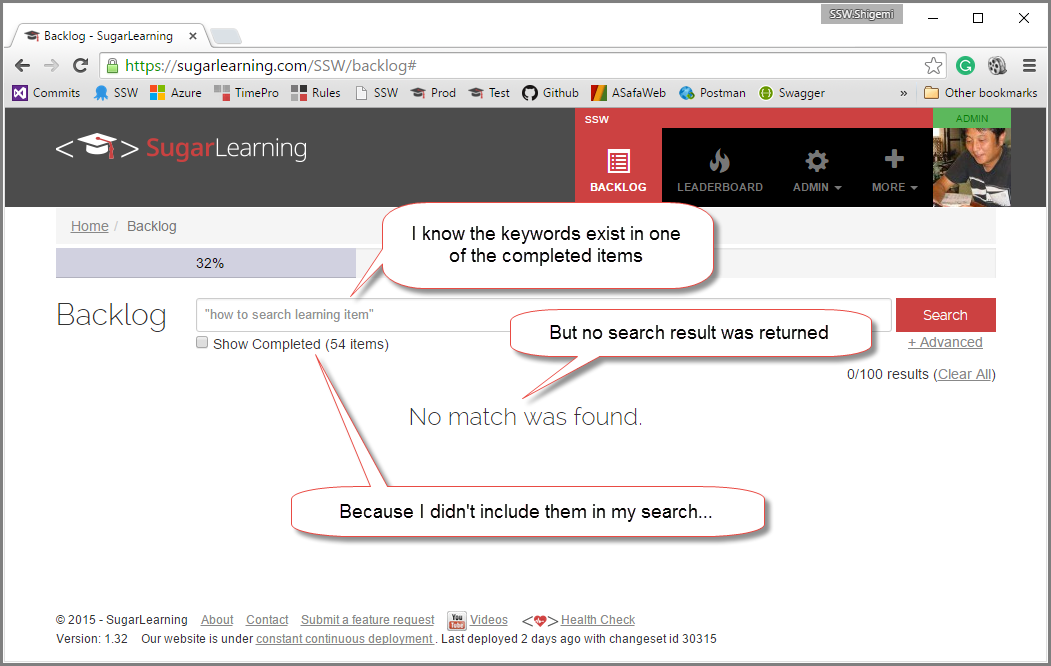 SSW.Shigemi
Backlog - SugarLearning
https://sugarlearning.com/SSW/backlog#
Commits SSW Azure TimePro Rules SSW Prod Test Github ASafaWeb Postman Swagger » Other bookmarks
SSW ADMIN
<> SugarLearning
BACKLOG LEADERBOARD ADMIN MORE
Home / Backlog
I know the keywords exist in one
of the completed items
32%
Backlog
"how to search learning item"
Search
But no search result was returned
Show Completed (54 items)
+ Advanced
0/100 results (Clear All)
No match was found.
Because I didn't include them in my search...
© 2015 - SugarLearning About Contact Submit a feature request You Tube Videos <> Health Check
Version: 1.32 Our website is under constant continuous deployment . Last deployed 2 days ago with changeset id 30315